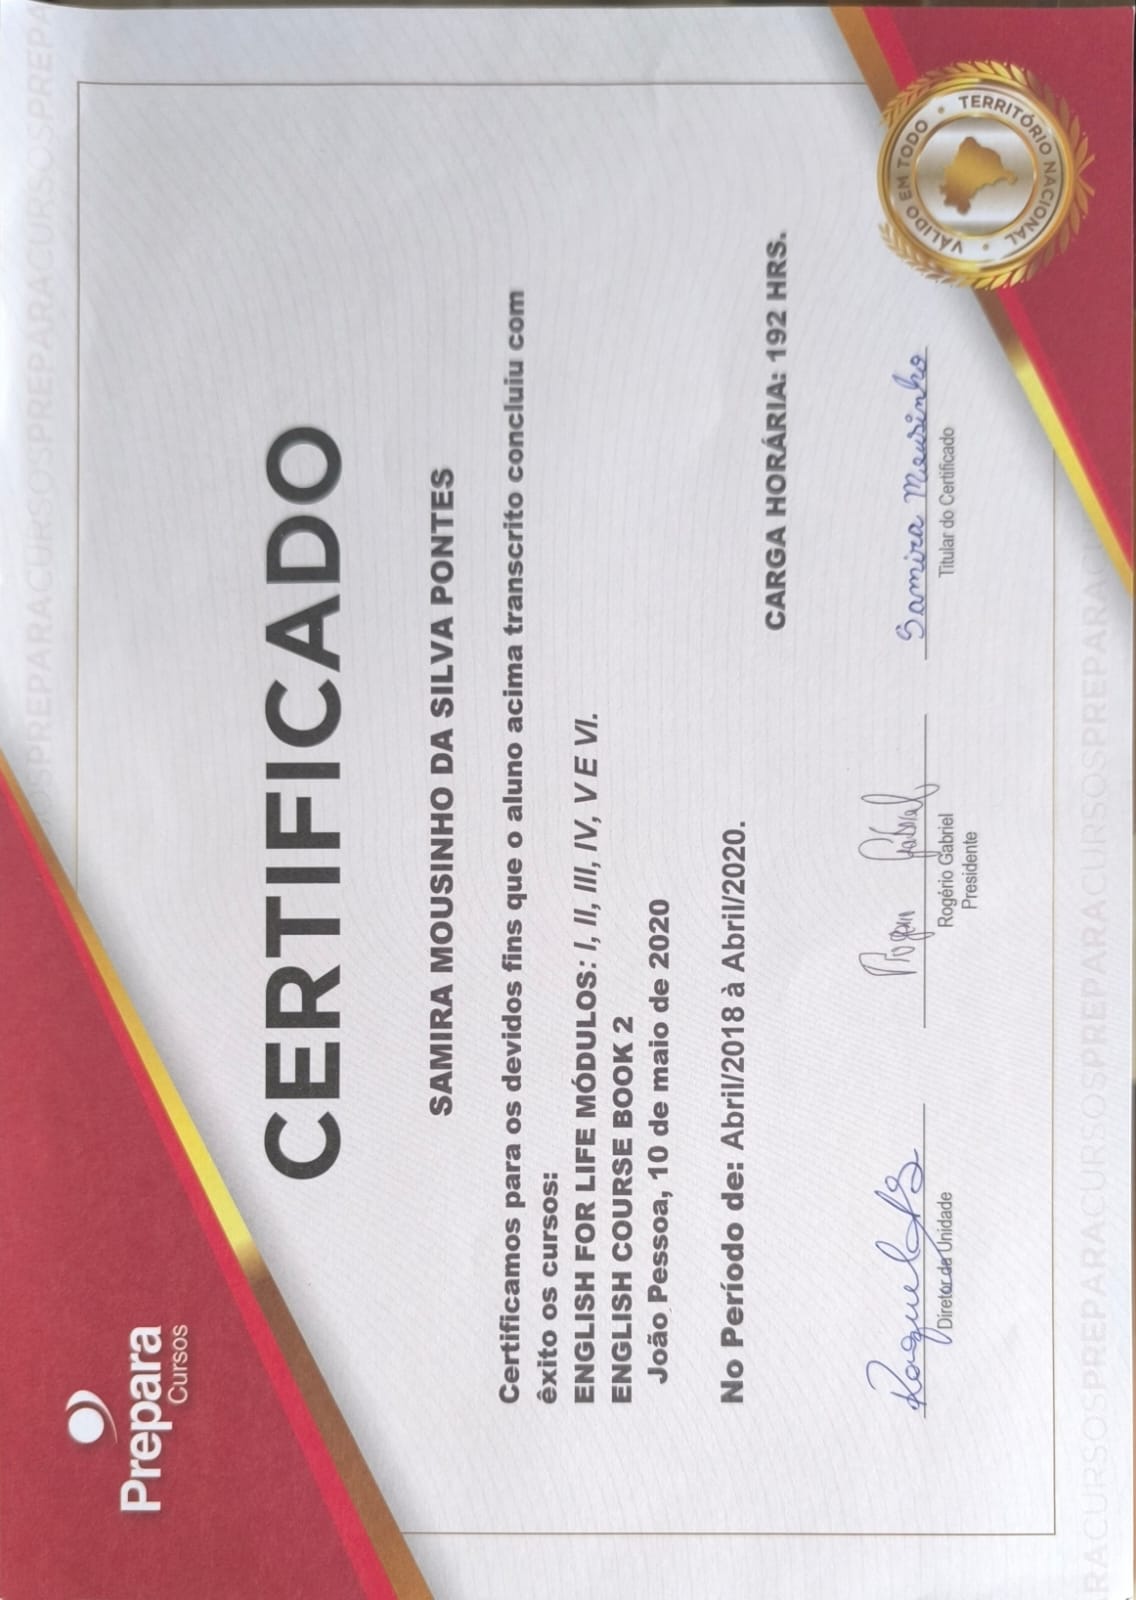 Prepara
Cursos
CERTIFICADO
SAMIRA MOUSINHO DA SILVA PONTES
Certificamos para os devidos fins que o aluno acima transcrito concluiu com
êxito os cursos:
ENGLISH FOR LIFE MÓDULOS: I, II, III, IV, V E VI.
ENGLISH COURSE BOOK 2
João Pessoa, 10 de maio de 2020
No Período de: Abril/2018 à Abril/2020.
CARGA HORÁRIA: 192 HRS.
Diretor da Unidade
Rogério Gabriel
Presidente
Samira Mousinho
Titular do Certificado
VÁLIDO EM TODO • TERRITÓRIO NACIONAL •